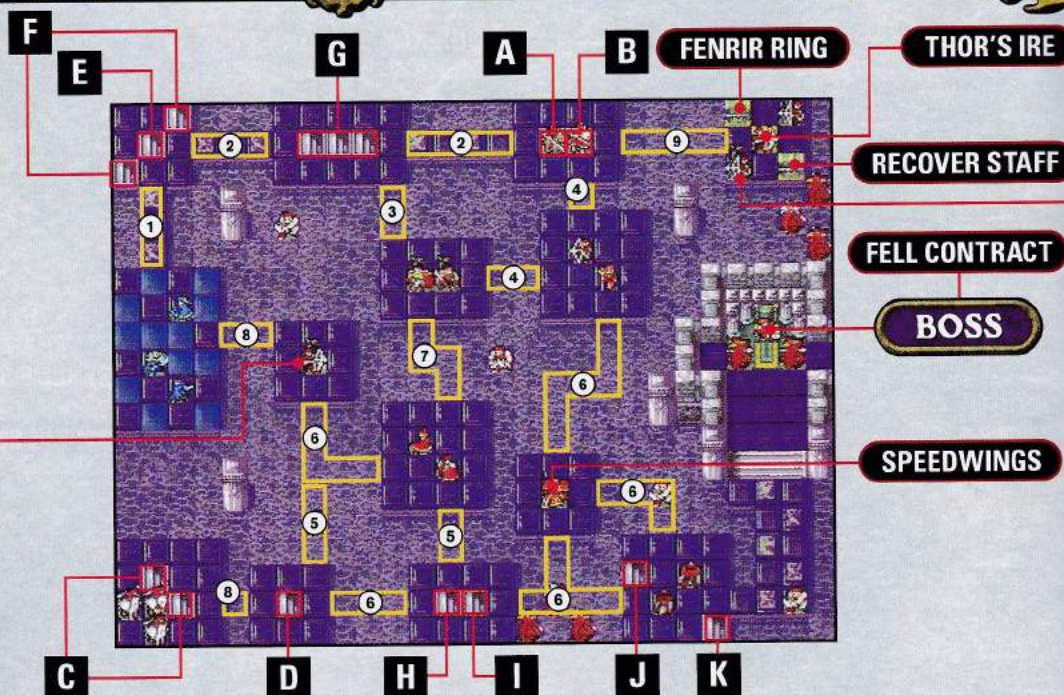 F
E
G
A
B
FENRIR RING
THOR'S IRE
2
2
9
RECOVER STAFF
1
3
4
4
FELL CONTRACT
BOSS
8
7
6
6
SPEEDWINGS
6
5
5
8
6
6
C
D
H
I
J
K